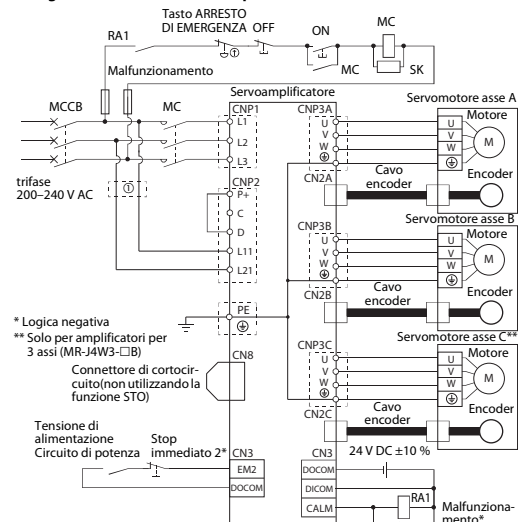 Tasto ARRESTO
DI EMERGENZA OFF
ON
MC
RA1
①
MC
SK
Malfunzionamento
Servoamplificatore
MCCB
MC
CNP1
L1
L2
L3
trifase
200–240 V AC
①
CNP2
P+
C
D
L11
L21
PE
CNP3A
U
V
W
CN2A
Servomotore asse A
Motore
U
V
W
M
Cavo
encoder
Encoder
CNP3B
U
V
W
CN2B
Servomotore asse B
Motore
U
V
W
M
Cavo
encoder
Encoder
CNP3C
U
V
W
CN2C
Servomotore asse C**
Motore
U
V
W
M
Cavo
encoder
Encoder
* Logica negativa
** Solo per amplificatori per
3 assi (MR-J4W3-□B)
CN8
Connettore di cortocir-
cuito(non utilizzando la
funzione STO)
Tensione di
alimentazione
Circuito di potenza
Stop
immediato 2*
CN3
EM2
DOCOM
CN3
24 V DC ±10 %
DOCOM
DICOM
CALM
RA1
Malfunziona-
mento*